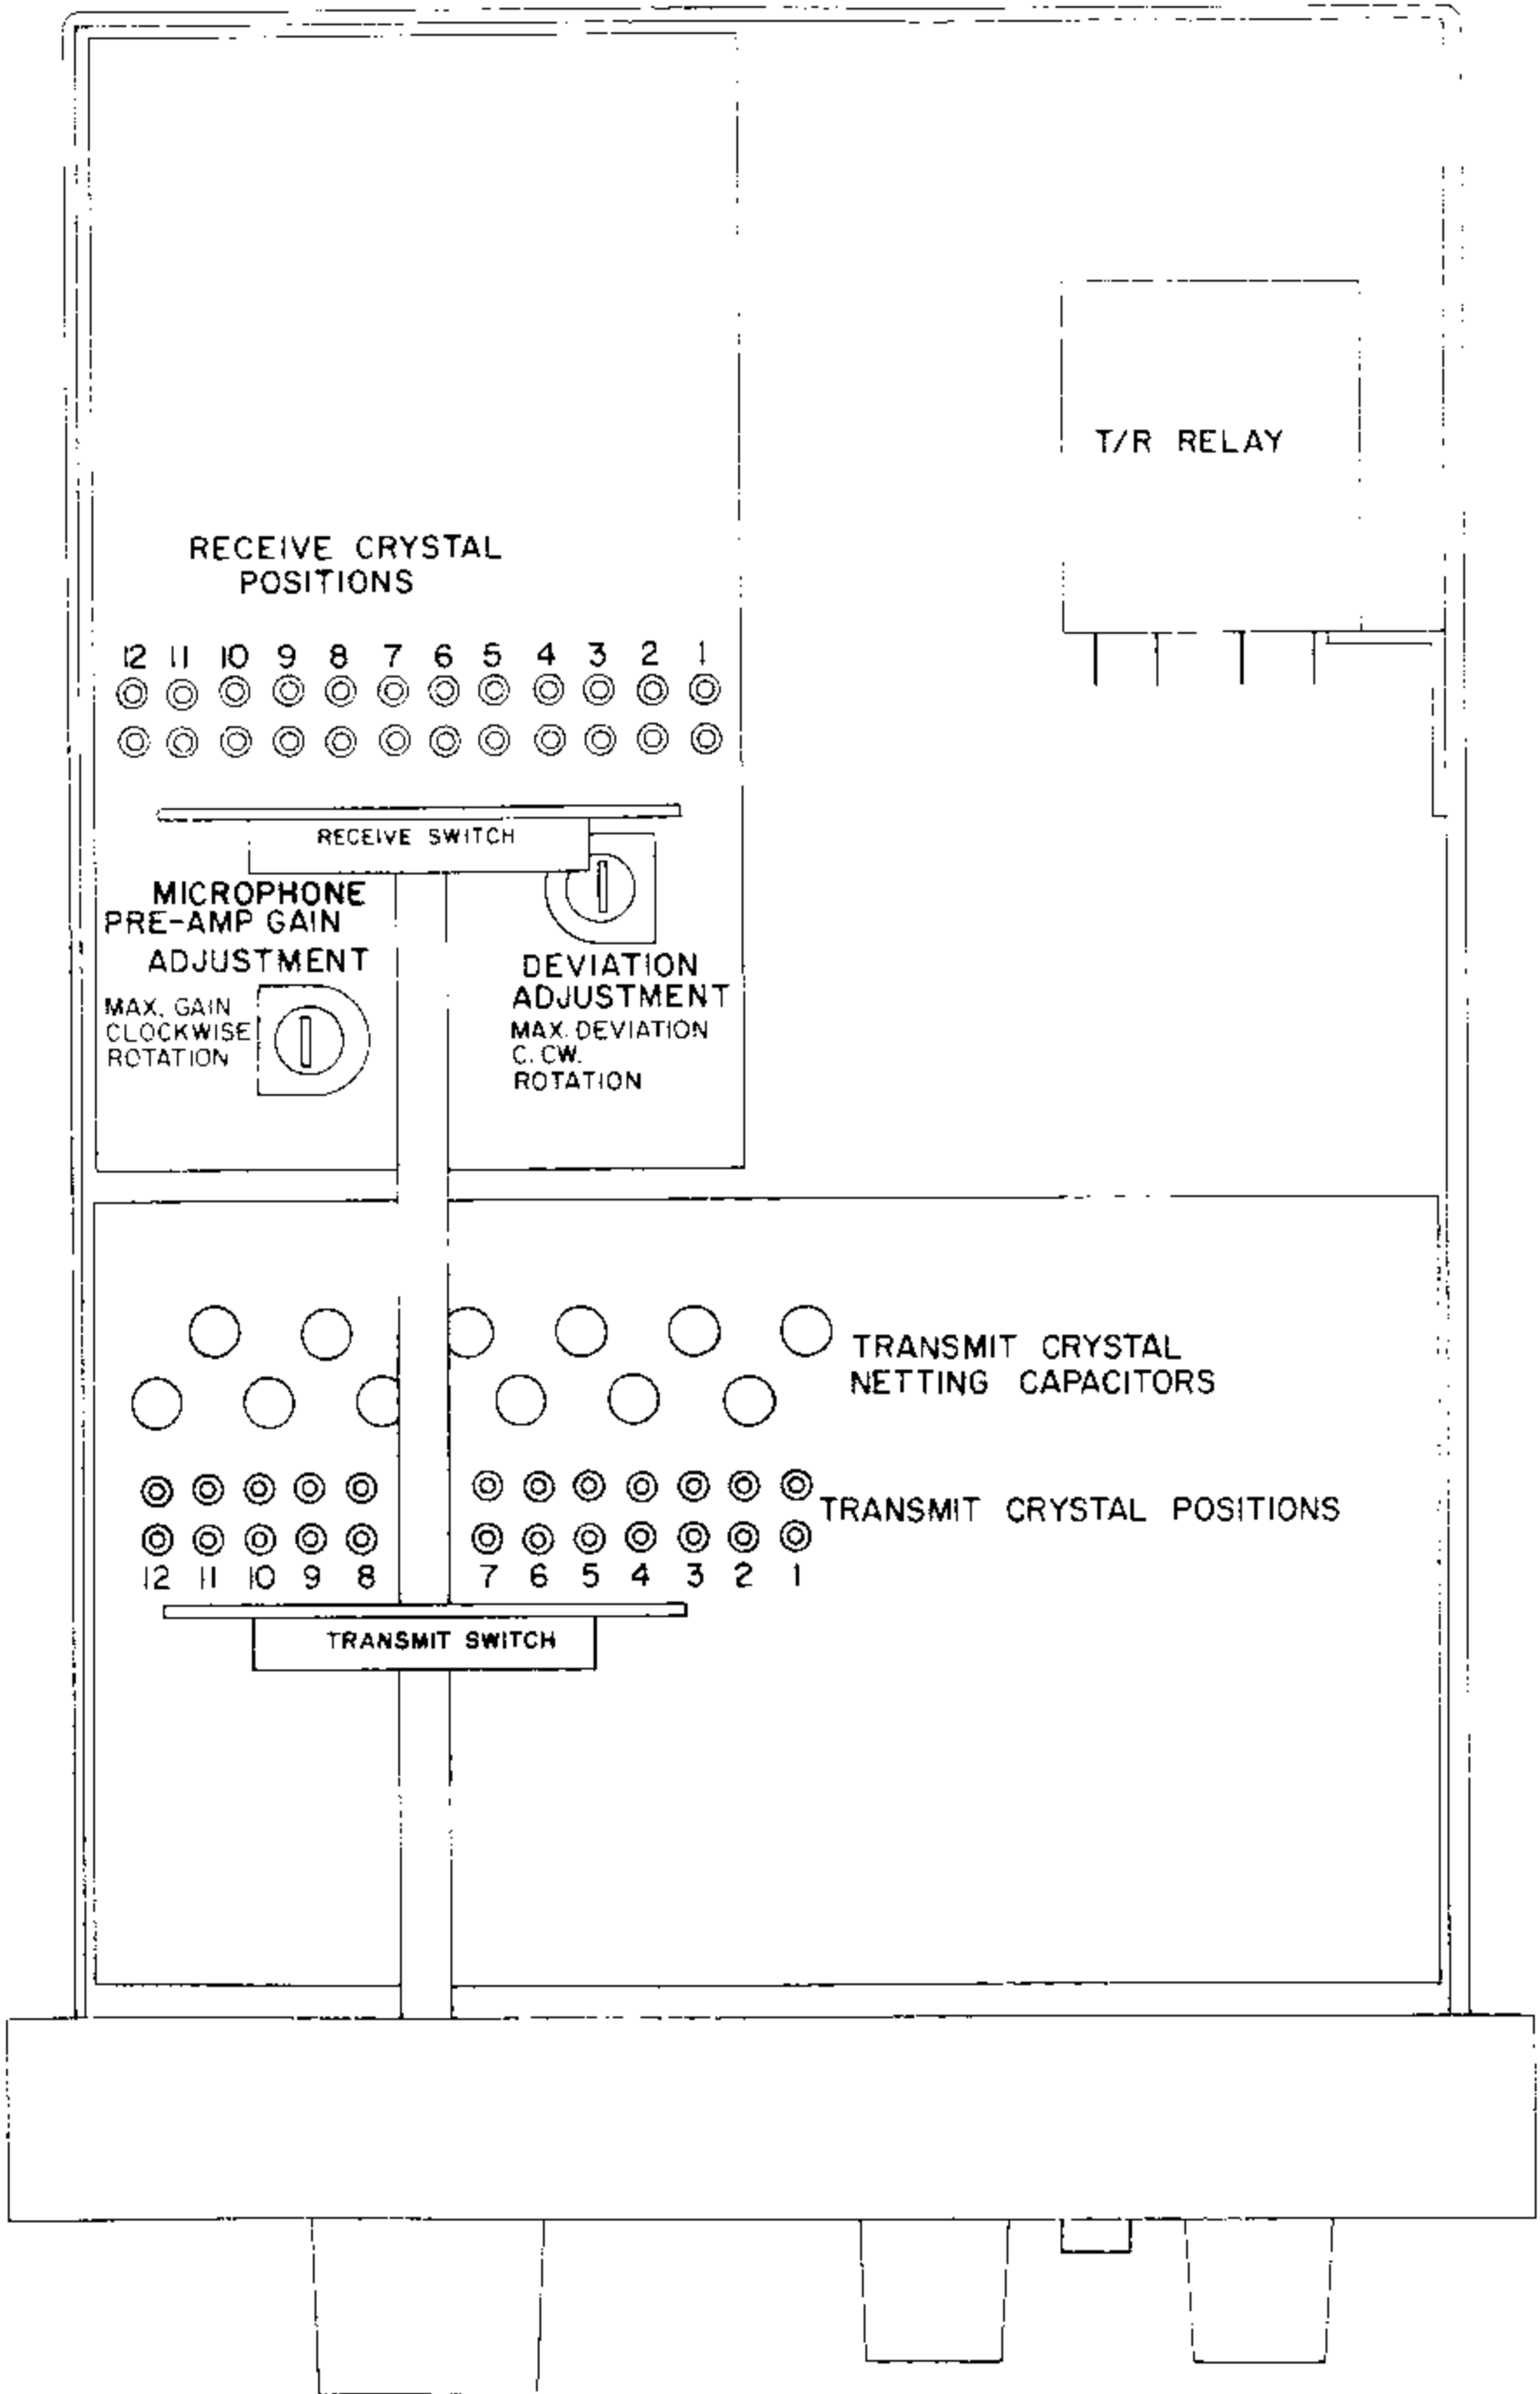 T/R RELAY
RECEIVE CRYSTAL
POSITIONS
12 11 10 9 8 7 6 5 4 3 2 1
RECEIVE SWITCH
MICROPHONE
PRE-AMP GAIN
ADJUSTMENT
MAX. GAIN
CLOCKWISE
ROTATION
DEVIATION
ADJUSTMENT
MAX. DEVIATION
C. CW.
ROTATION
TRANSMIT CRYSTAL
NETTING CAPACITORS
TRANSMIT CRYSTAL POSITIONS
12 11 10 9 8 7 6 5 4 3 2 1
TRANSMIT SWITCH